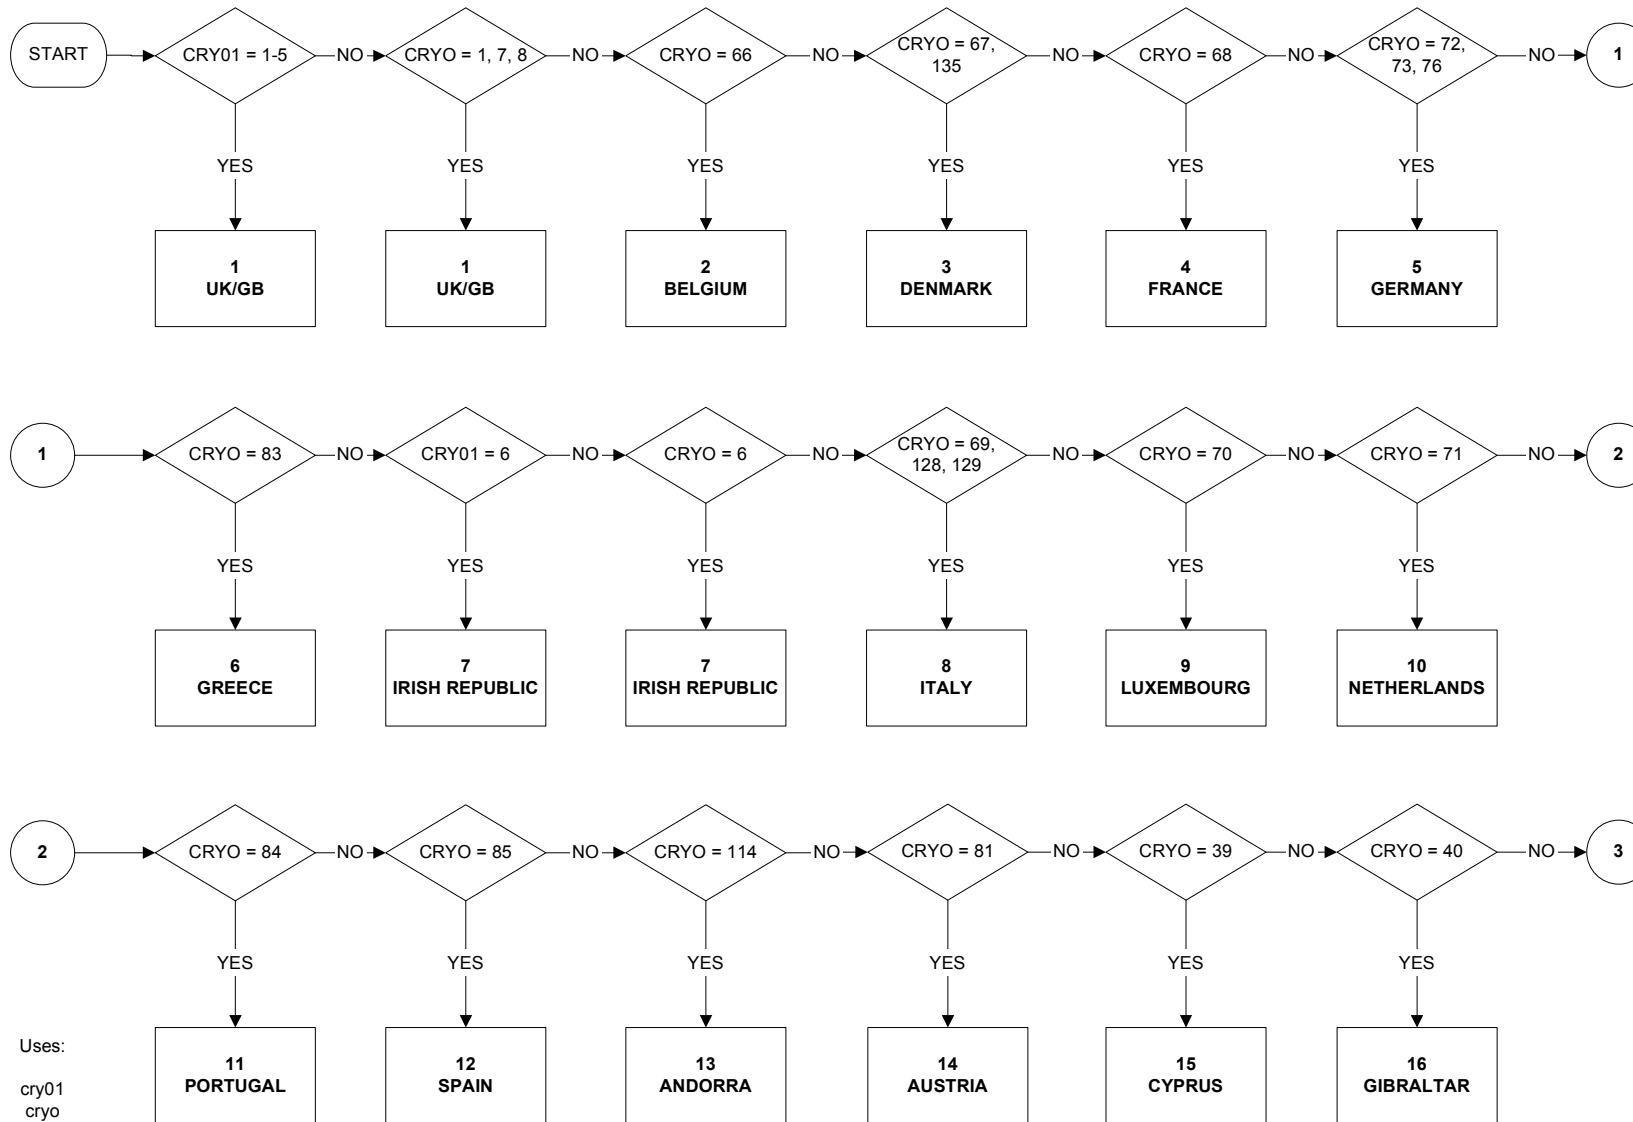 START
CRY01 = 1-5
NO
CRYO = 1, 7, 8
NO
CRYO = 66
NO
CRYO = 67,
135
NO
CRYO = 68
NO
CRYO = 72,
73, 76
NO
1
YES
YES
YES
YES
YES
YES
1
UK/GB
1
UK/GB
2
BELGIUM
3
DENMARK
4
FRANCE
5
GERMANY
1
CRYO = 83
NO
CRY01 = 6
NO
CRYO = 6
NO
CRYO = 69,
128, 129
NO
CRYO = 70
NO
CRYO = 71
NO
2
YES
YES
YES
YES
YES
YES
6
GREECE
7
IRISH REPUBLIC
7
IRISH REPUBLIC
8
ITALY
9
LUXEMBOURG
10
NETHERLANDS
2
CRYO = 84
NO
CRYO = 85
NO
CRYO = 114
NO
CRYO = 81
NO
CRYO = 39
NO
CRYO = 40
NO
3
YES
YES
YES
YES
YES
YES
11
PORTUGAL
12
SPAIN
13
ANDORRA
14
AUSTRIA
15
CYPRUS
16
GIBRALTAR
Uses:
cry01
cryo